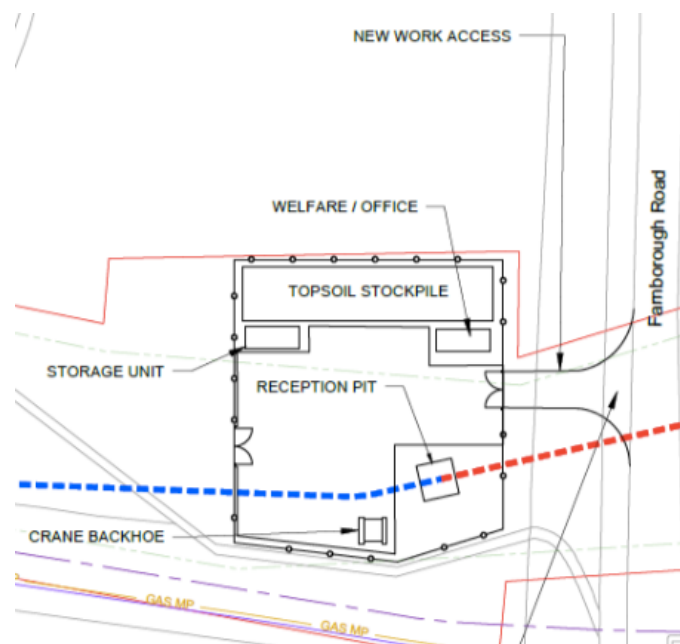 NEW WORK ACCESS
Farnborough Road
WELFARE / OFFICE
TOPSOIL STOCKPILE
STORAGE UNIT
RECEPTION PIT
CRANE BACKHOE
GAS MP
GAS MP